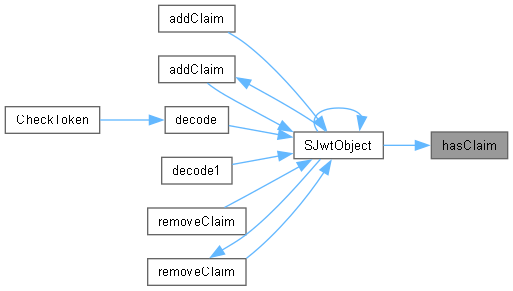 addClaim
addClaim
CheckToken
decode
SJwtObject
hasClaim
decode1
removeClaim
removeClaim